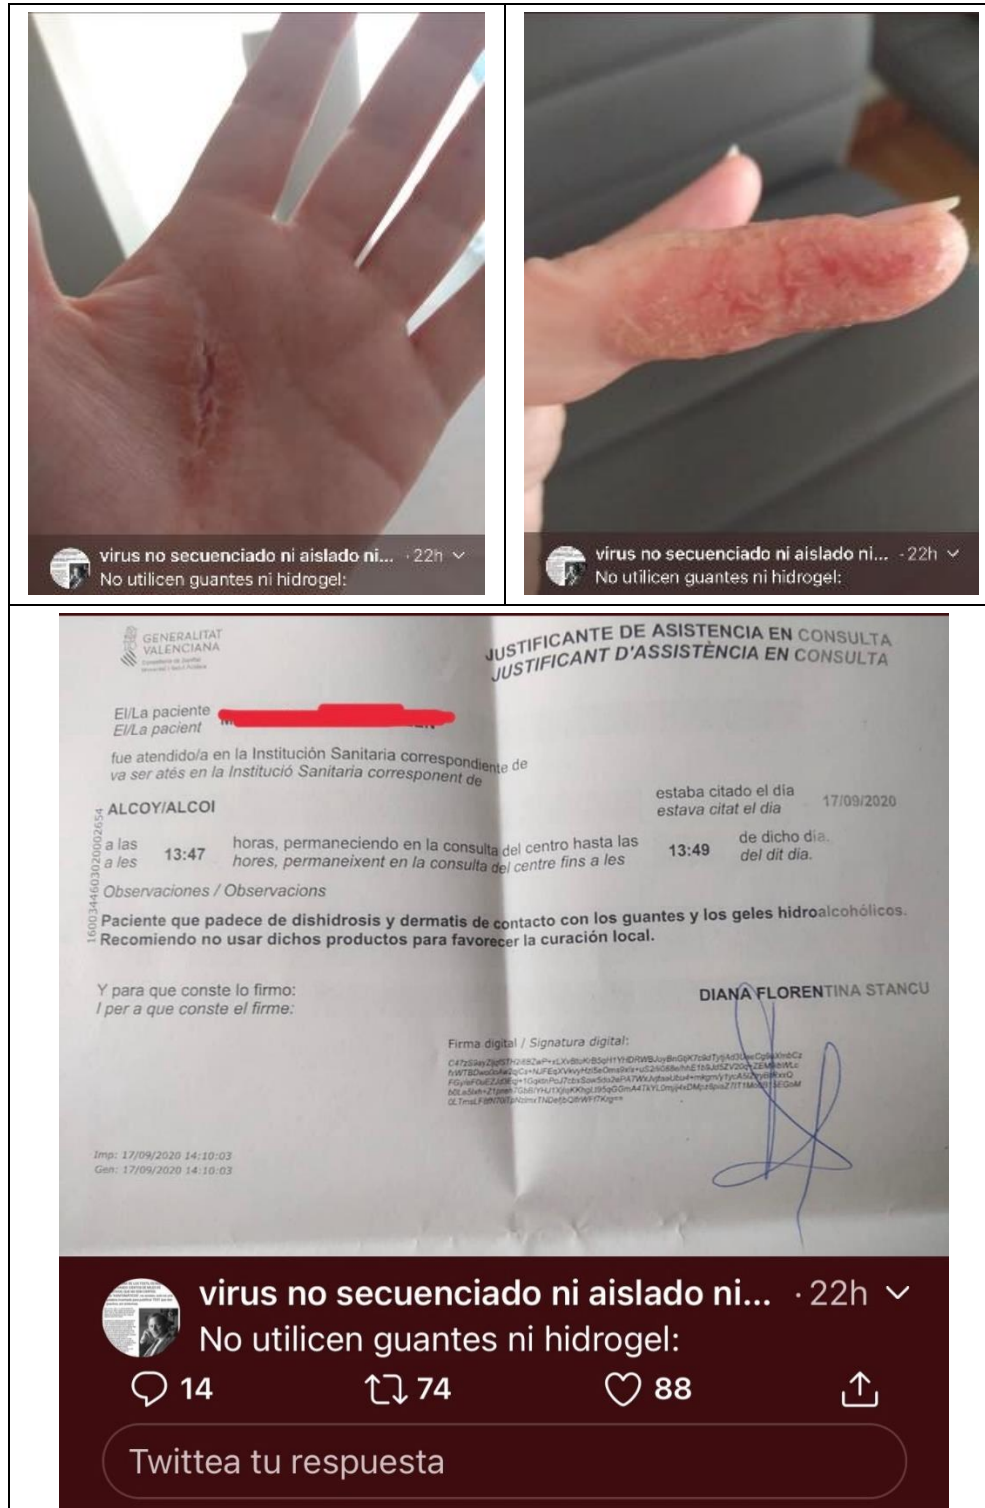 virus no secuenciado ni aislado ni... · 22h
No utilicen guantes ni hidrogel:
virus no secuenciado ni aislado ni... · 22h
No utilicen guantes ni hidrogel:
GENERALITAT
VALENCIANA
JUSTIFICANTE DE ASISTENCIA EN CONSULTA
JUSTIFICANT D'ASSISTÈNCIA EN CONSULTA
El/La paciente
El/La pacient
fue atendido/a en la Institución Sanitaria correspondiente de
va ser atés en la Institució Sanitaria corresponent de
ALCOY/ALCOI
estaba citado el día
estava citat el dia
17/09/2020
a las
a les
13:47
horas, permaneciendo en la consulta del centro hasta las
hores, permaneixent en la consulta del centre fins a les
13:49
de dicho día.
del dit dia.
Observaciones / Observacions
Paciente que padece de dishidrosis y dermatis de contacto con los guantes y los geles hidroalcohólicos.
Recomiendo no usar dichos productos para favorecer la curación local.
Y para que conste lo firmo:
I per a que conste el firme:
DIANA FLORENTINA STANCU
Firma digital / Signatura digital:
Imp: 17/09/2020 14:10:03
Gen: 17/09/2020 14:10:03
virus no secuenciado ni aislado ni... · 22h
No utilicen guantes ni hidrogel:
14
74
88
Twittea tu respuesta